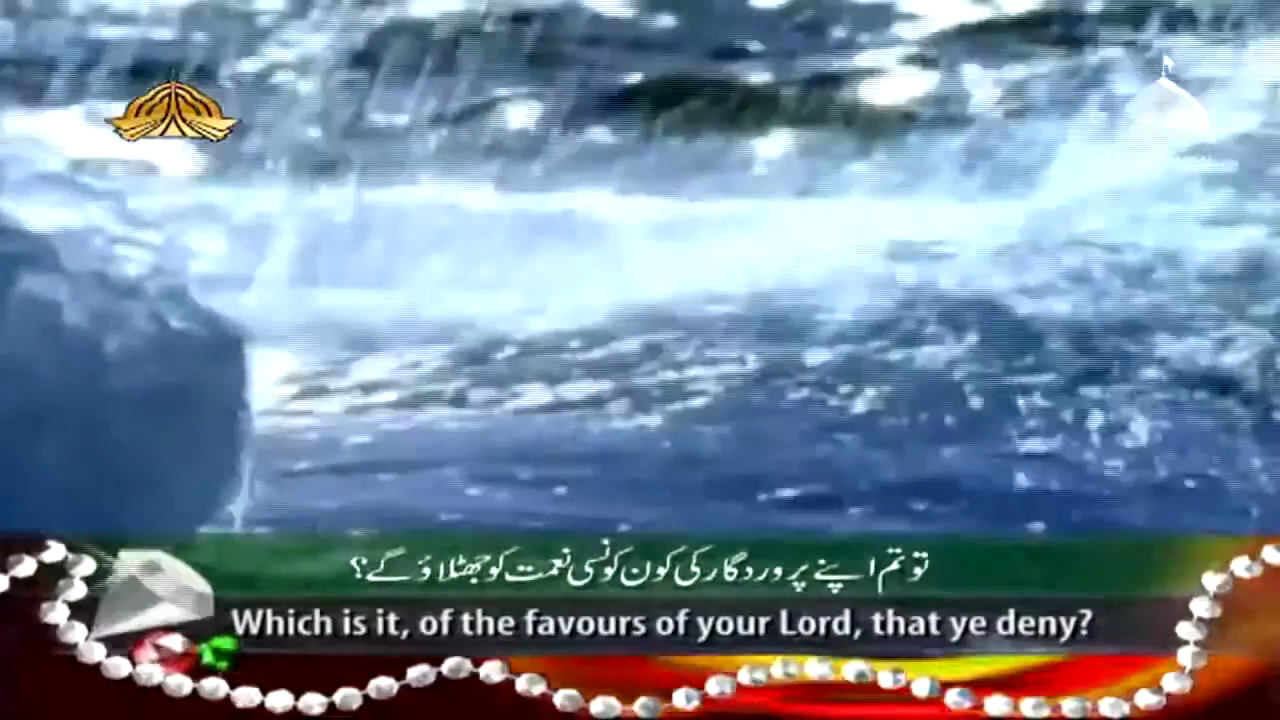 تو تم اپنے پروردگار کی کون کونسی نعمت کو جھٹلاؤ گے؟
Which is it, of the favours of your Lord, that ye deny?